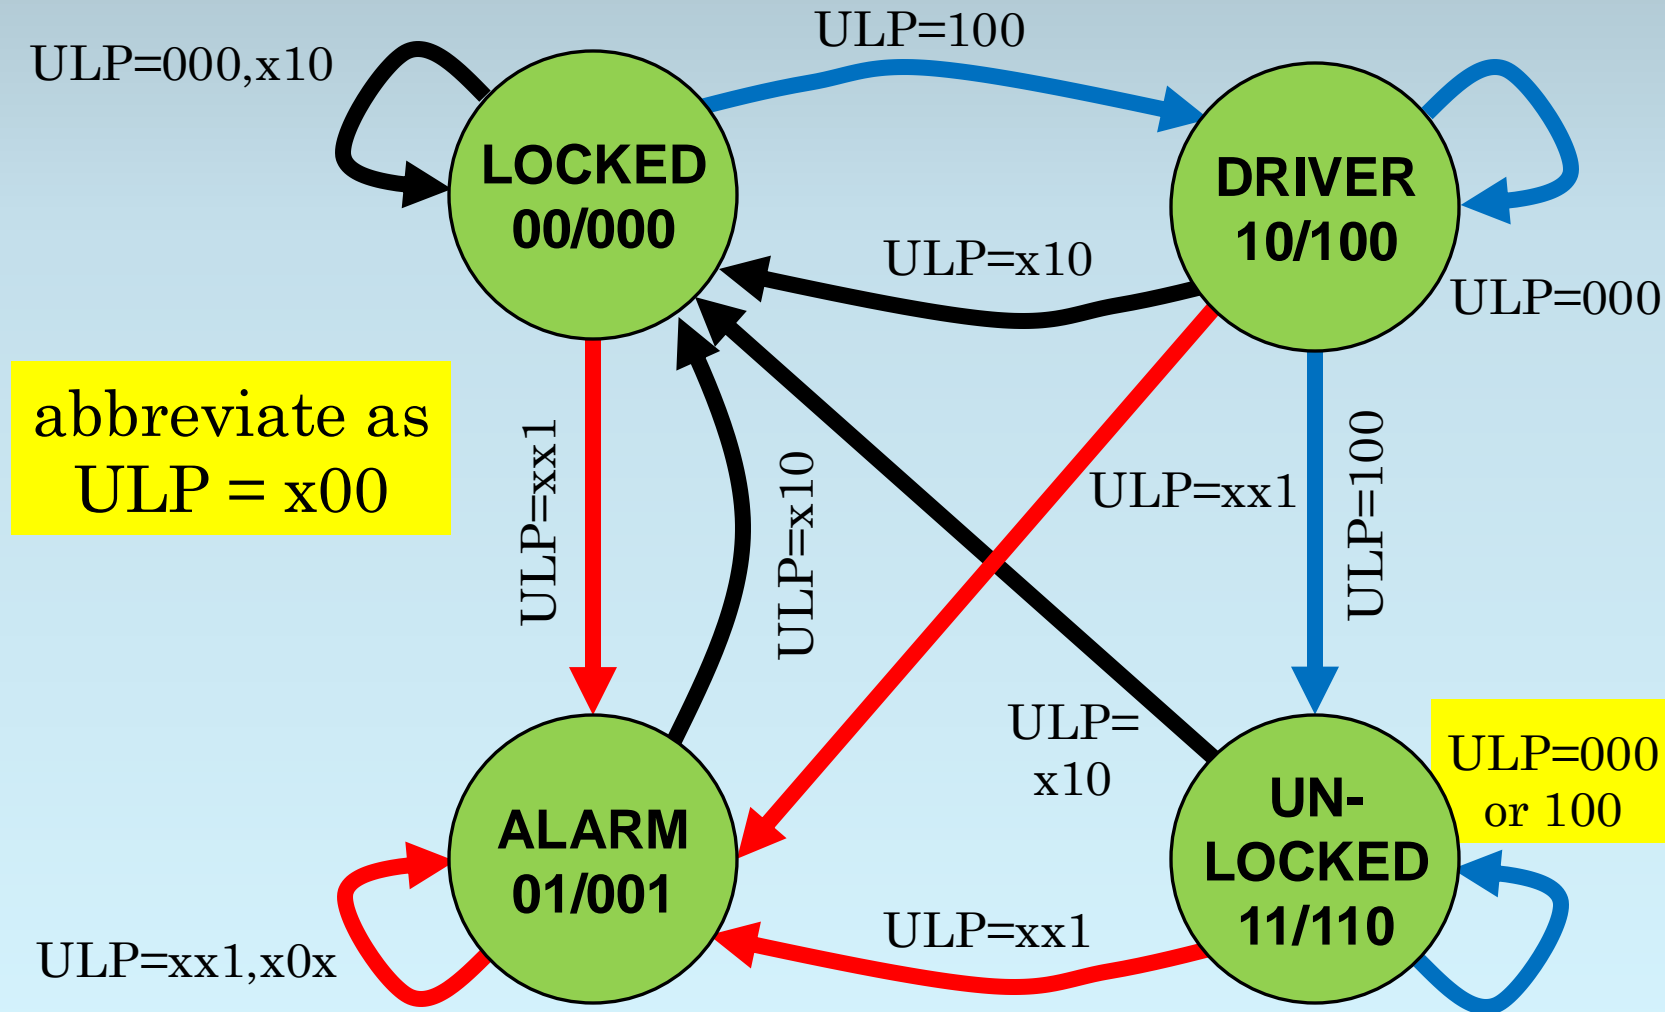 ULP=100
ULP=000,x10
LOCKED
00/000
DRIVER
10/100
ULP=x10
ULP=000
abbreviate as
ULP = x00
ULP=xx1
ULP=x10
ULP=xx1
ULP=100
ULP=
x10
ULP=000
or 100
ALARM
01/001
UN-
LOCKED
11/110
ULP=xx1
ULP=xx1,x0x